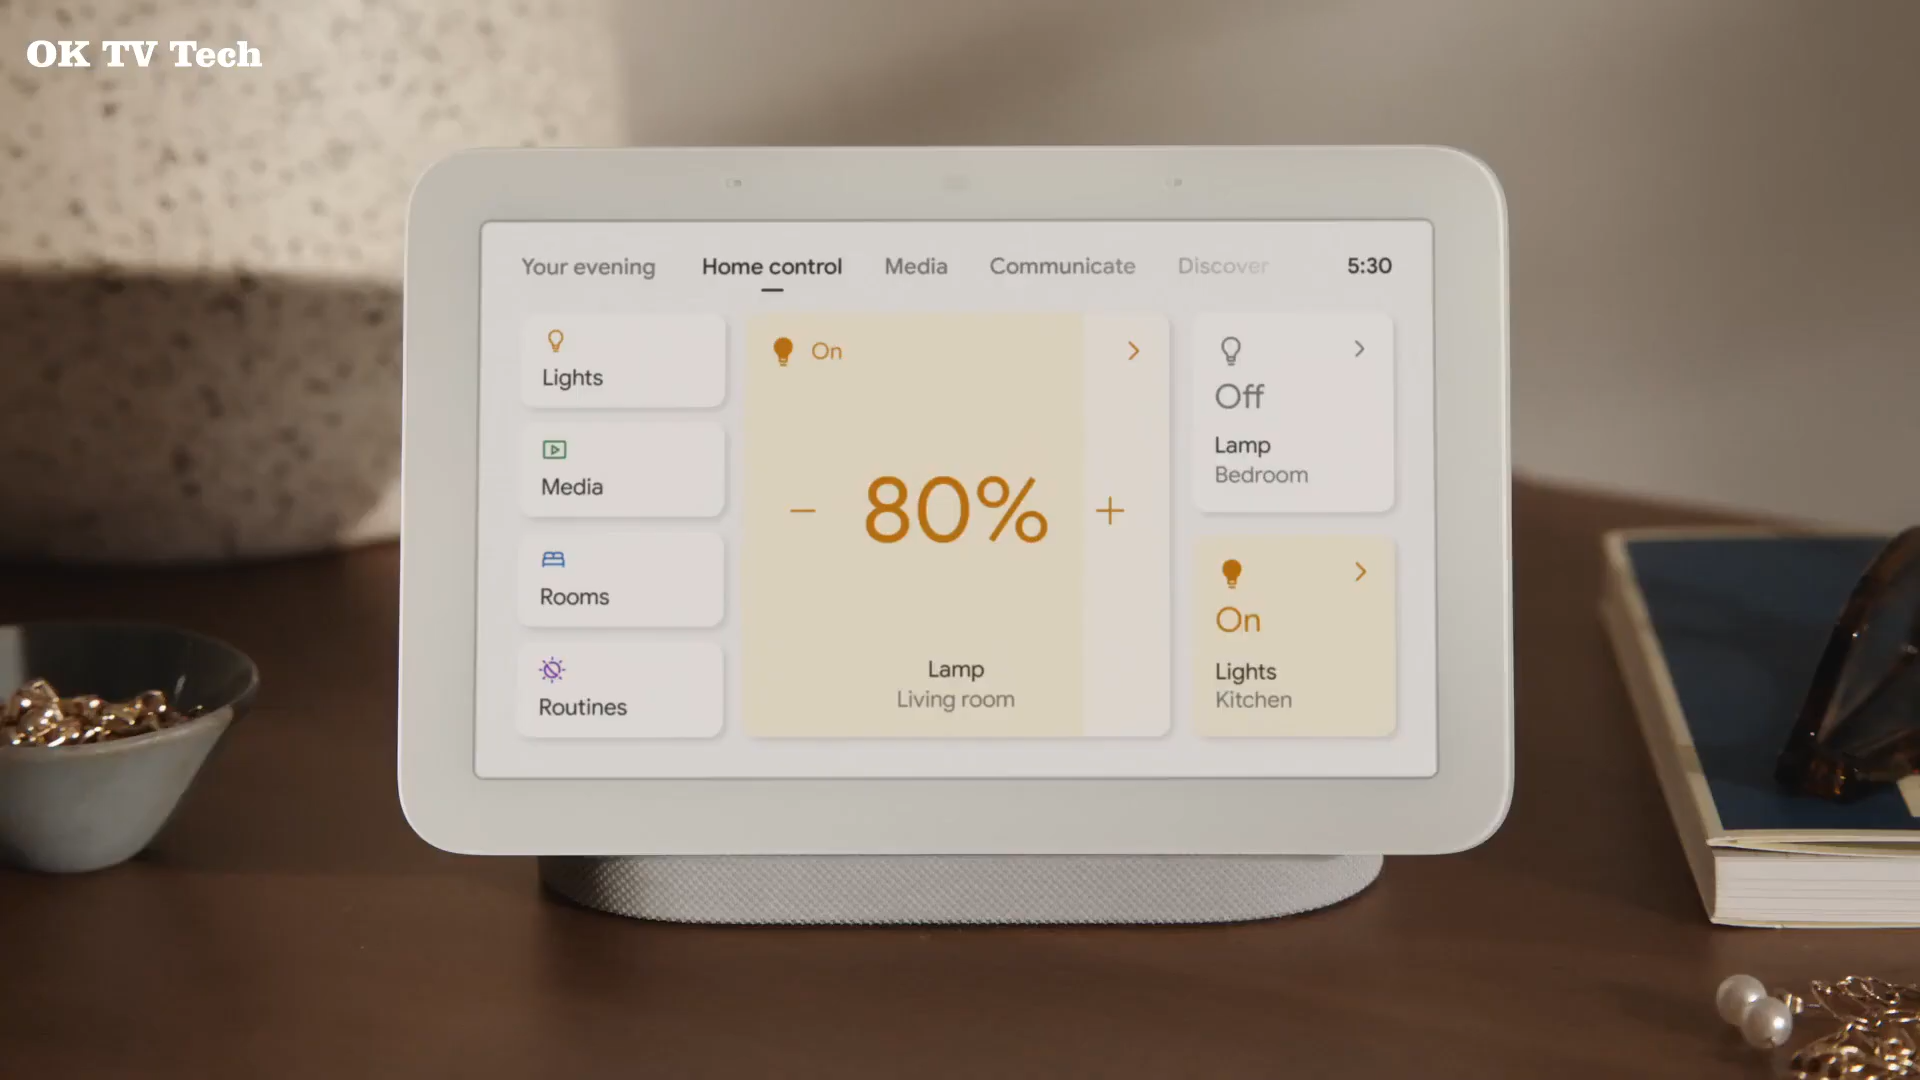 OK TV Tech
Your evening Home control Media Communicate Discover 5:30
Lights
Media
Rooms
Routines
On
80%
Lamp
Living room
Off
Lamp
Bedroom
On
Lights
Kitchen